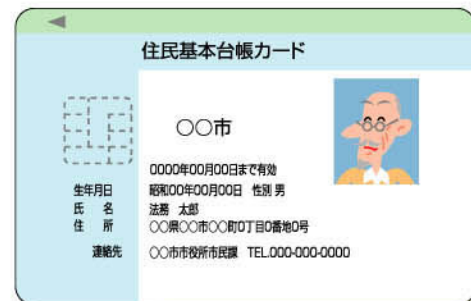 住民基本台帳カード
○○市
0000年00月00日まで有効
生年月日 昭和00年00月00日 性別 男
氏 名 法務 太郎
住 所 ○○県○○市○○町0丁目0番地0号
連絡先 ○○市市役所市民課 TEL.000-000-0000